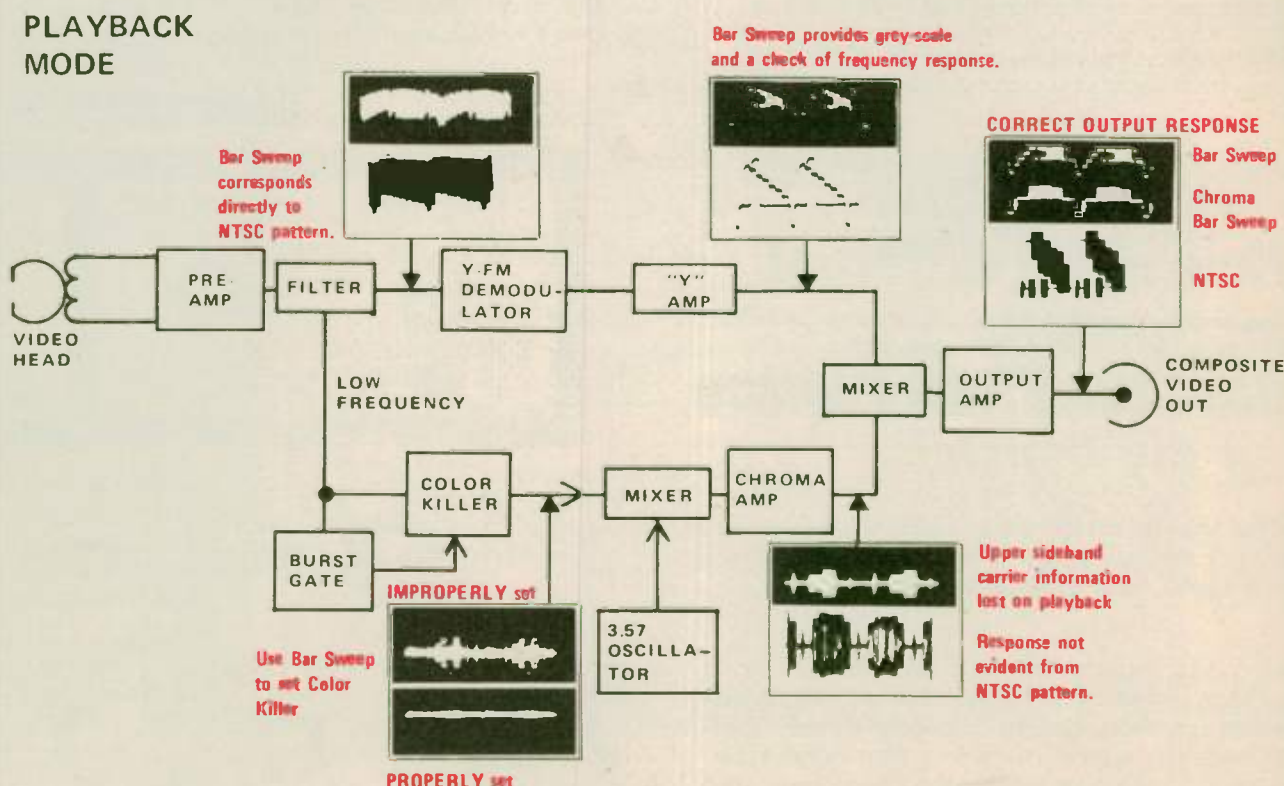 PLAYBACK
MODE
Bar Sweep provides grey scale
and a check of frequency response.
CORRECT OUTPUT RESPONSE
Bar Sweep
Chroma
Bar Sweep
NTSC
Bar Sweep
corresponds
directly to
NTSC pattern.
VIDEO
HEAD
PRE-
AMP
FILTER
Y-FM
DEMODU-
LATOR
"Y"
AMP
MIXER
OUTPUT
AMP
COMPOSITE
VIDEO
OUT
LOW
FREQUENCY
COLOR
KILLER
MIXER
CHROMA
AMP
BURST
GATE
IMPROPERLY set
3.57
OSCILLA-
TOR
Use Bar Sweep
to set Color
Killer
PROPERLY set
Upper sideband
carrier information
lost on playback
Response not
evident from
NTSC pattern.